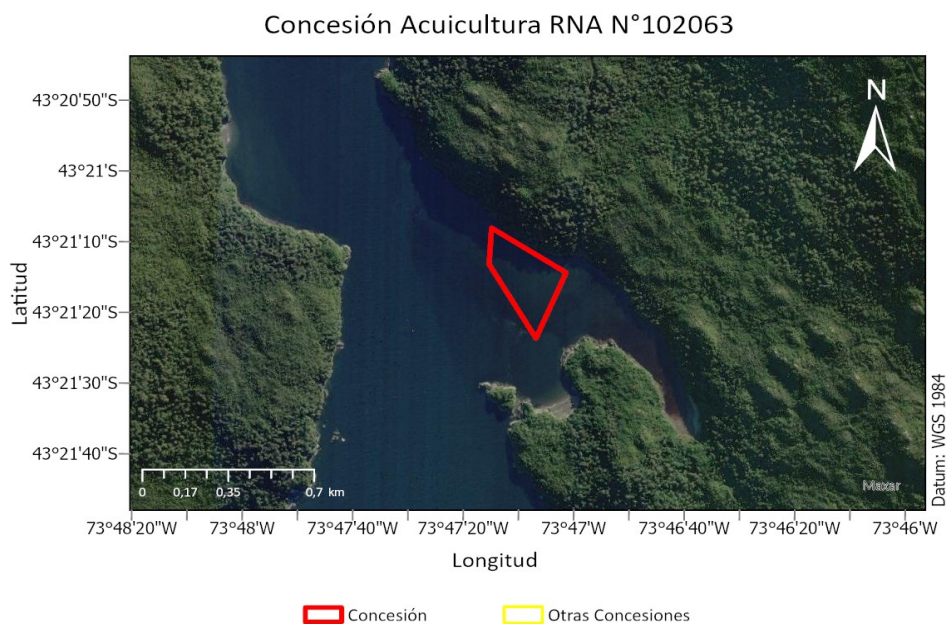 Concesión Acuicultura RNA N°102063
N
43°20'50"S
43°21'S
43°21'10"S
43°21'20"S
43°21'30"S
43°21'40"S
Latitud
Datum: WGS 1984
0 0,17 0,35 0,7 km
Maxar
73°48'20"W 73°48'W 73°47'40"W 73°47'20"W 73°47'W 73°46'40"W 73°46'20"W 73°46'W
Longitud
Concesión Otras Concesiones